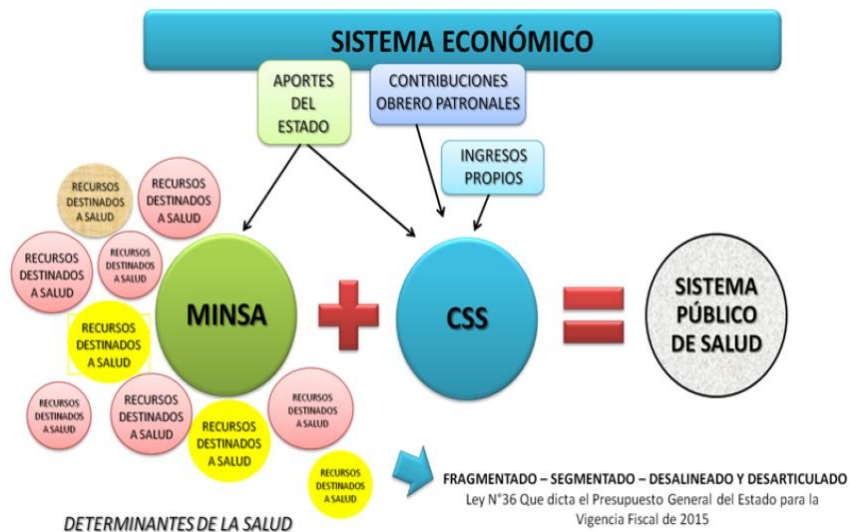 SISTEMA ECONÓMICO
APORTES
DEL
ESTADO
CONTRIBUCIONES
OBRERO PATRONALES
INGRESOS
PROPIOS
RECURSOS
DESTINADOS
A SALUD
RECURSOS
DESTINADOS
A SALUD
RECURSOS
DESTINADOS
A SALUD
RECURSOS
DESTINADOS
A SALUD
RECURSOS
DESTINADOS
A SALUD
RECURSOS
DESTINADOS
A SALUD
RECURSOS
DESTINADOS
A SALUD
RECURSOS
DESTINADOS
A SALUD
RECURSOS
DESTINADOS
A SALUD
RECURSOS
DESTINADOS
A SALUD
MINSA
CSS
SISTEMA
PÚBLICO
DE SALUD
FRAGMENTADO – SEGMENTADO – DESALINEADO Y DESARTICULADO
Ley N°36 Que dicta el Presupuesto General del Estado para la
Vigencia Fiscal de 2015
DETERMINANTES DE LA SALUD